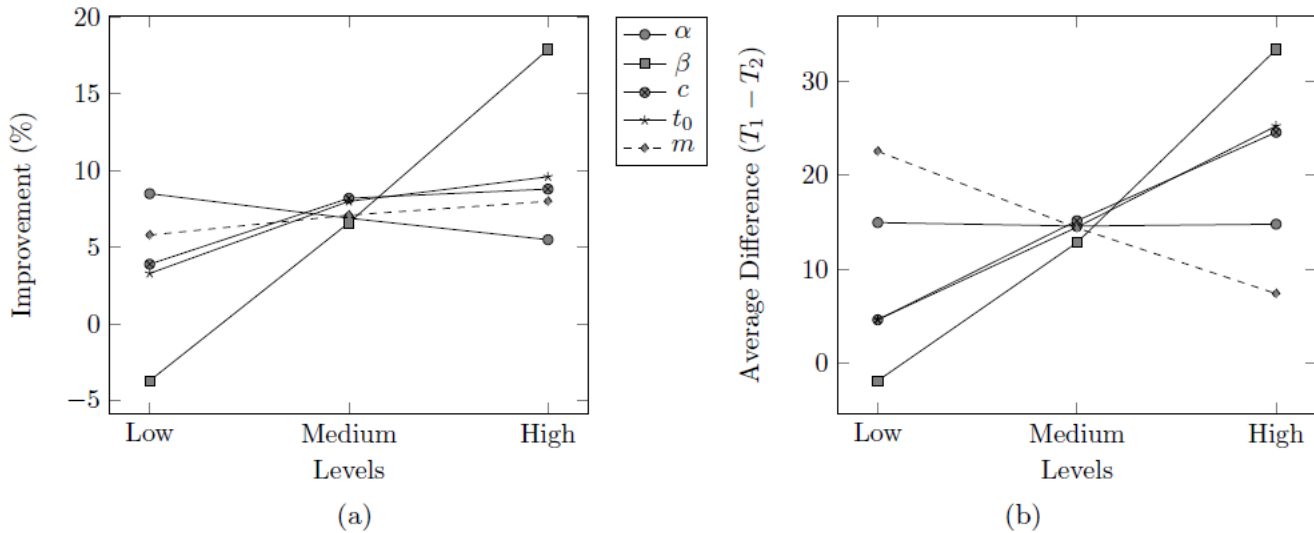 Improvement (%)
20
15
10
5
0
−5
Low Medium High
Levels
(a)
α
β
c
t₀
m
Average Difference (T₁ − T₂)
30
20
10
0
Low Medium High
Levels
(b)